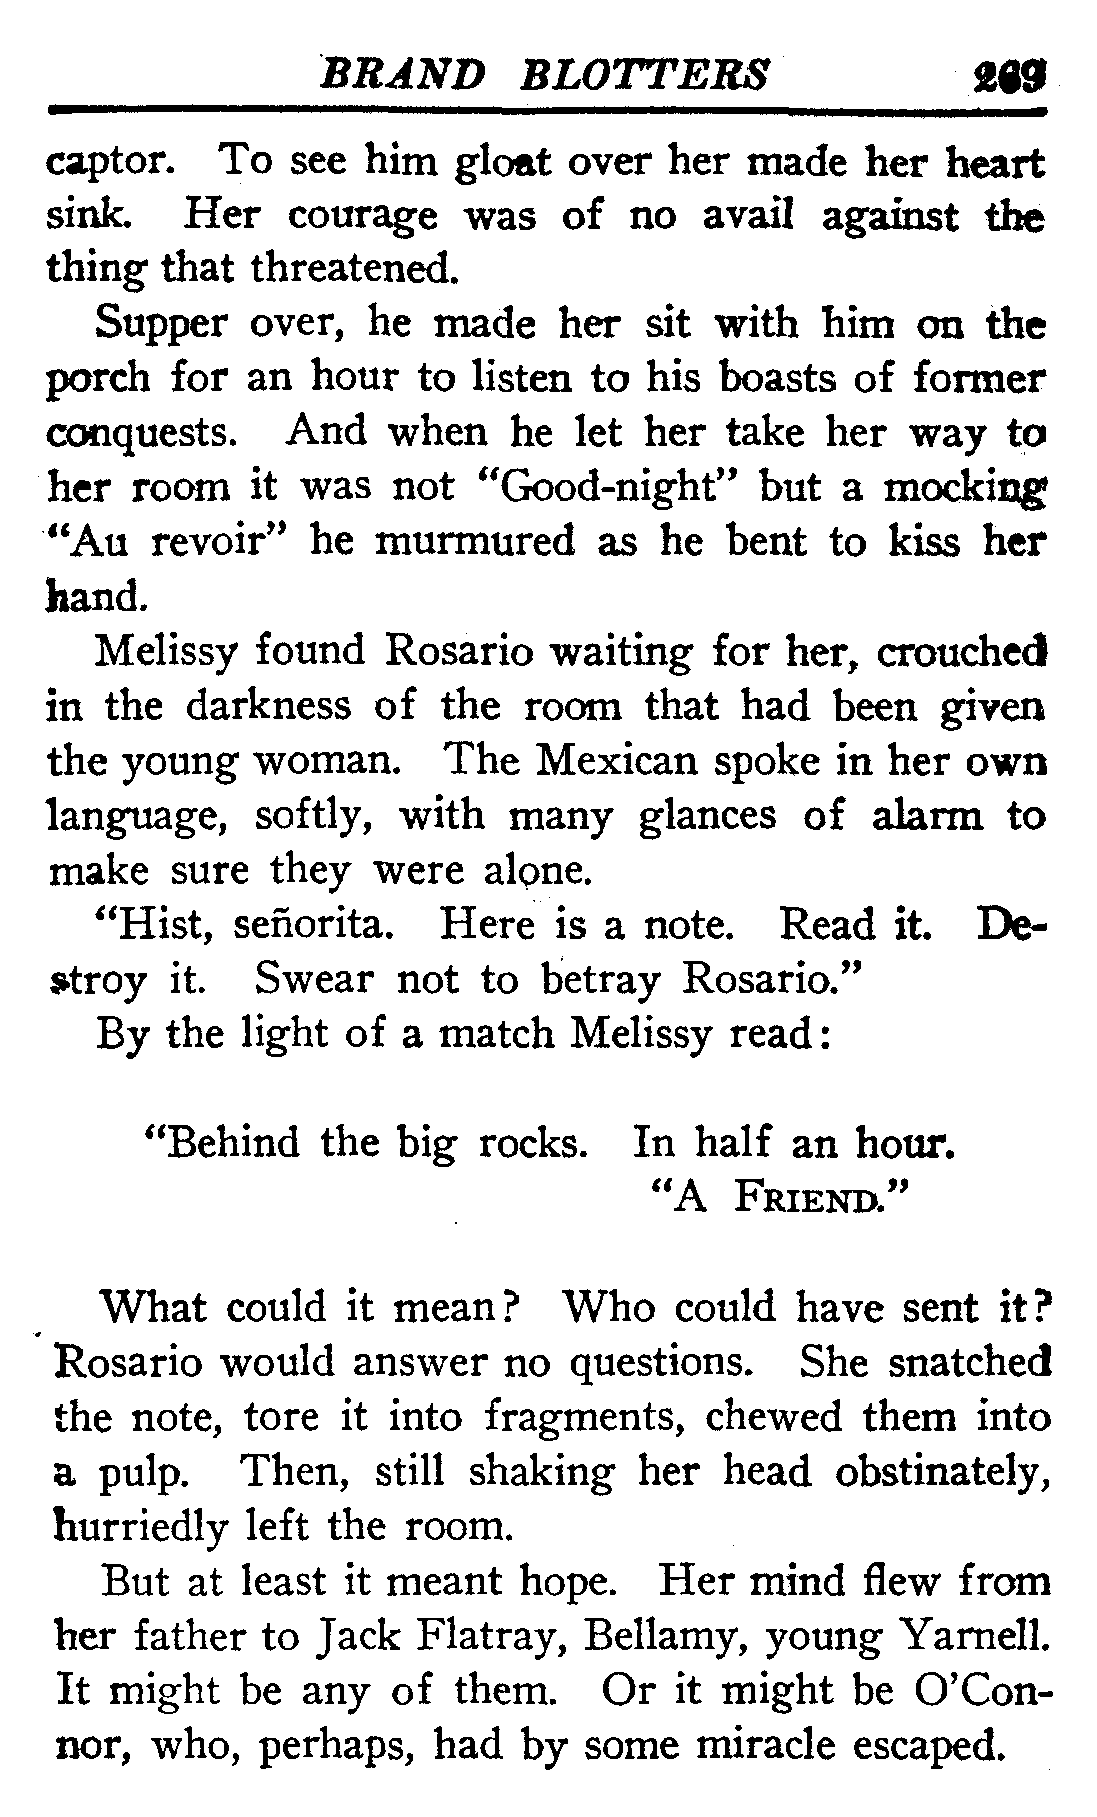 BRAND BLOTTERS 269
captor. To see him gloat over her made her heart
sink. Her courage was of no avail against the
thing that threatened.
Supper over, he made her sit with him on the
porch for an hour to listen to his boasts of former
conquests. And when he let her take her way to
her room it was not “Good-night” but a mocking
“Au revoir” he murmured as he bent to kiss her
hand.
Melissy found Rosario waiting for her, crouched
in the darkness of the room that had been given
the young woman. The Mexican spoke in her own
language, softly, with many glances of alarm to
make sure they were alone.
“Hist, señorita. Here is a note. Read it. De-
stroy it. Swear not to betray Rosario.”
By the light of a match Melissy read:
“Behind the big rocks. In half an hour.
“A FRIEND.”
What could it mean? Who could have sent it?
Rosario would answer no questions. She snatched
the note, tore it into fragments, chewed them into
a pulp. Then, still shaking her head obstinately,
hurriedly left the room.
But at least it meant hope. Her mind flew from
her father to Jack Flatray, Bellamy, young Yarnell.
It might be any of them. Or it might be O’Con-
nor, who, perhaps, had by some miracle escaped.